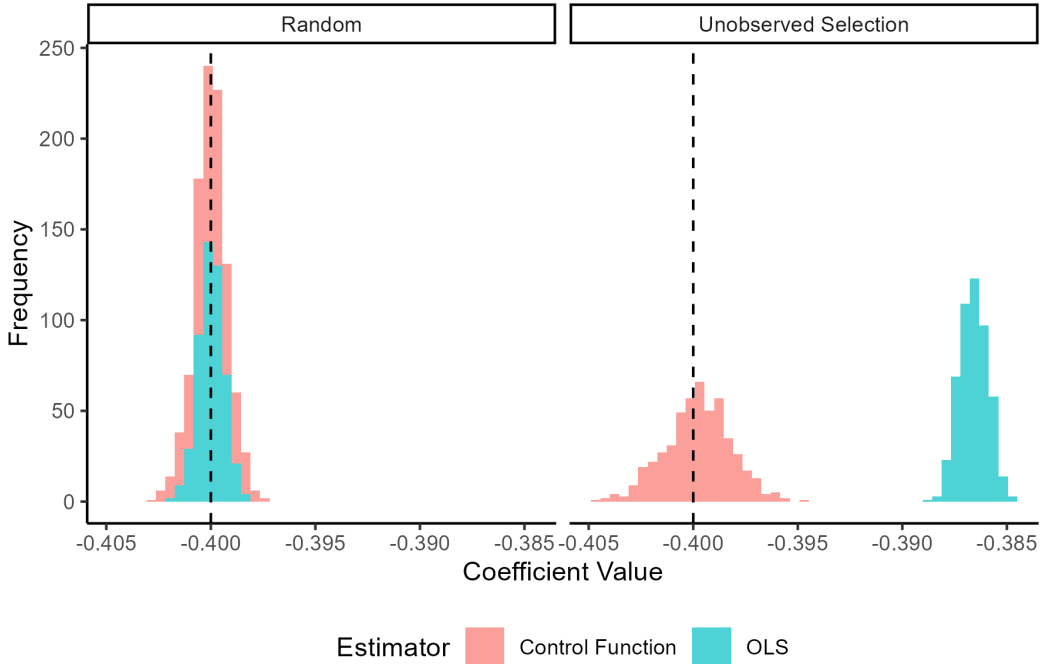 Random
Unobserved Selection
Frequency
250
200
150
100
50
0
-0.405 -0.400 -0.395 -0.390 -0.385
-0.405 -0.400 -0.395 -0.390 -0.385
Coefficient Value
Estimator Control Function OLS